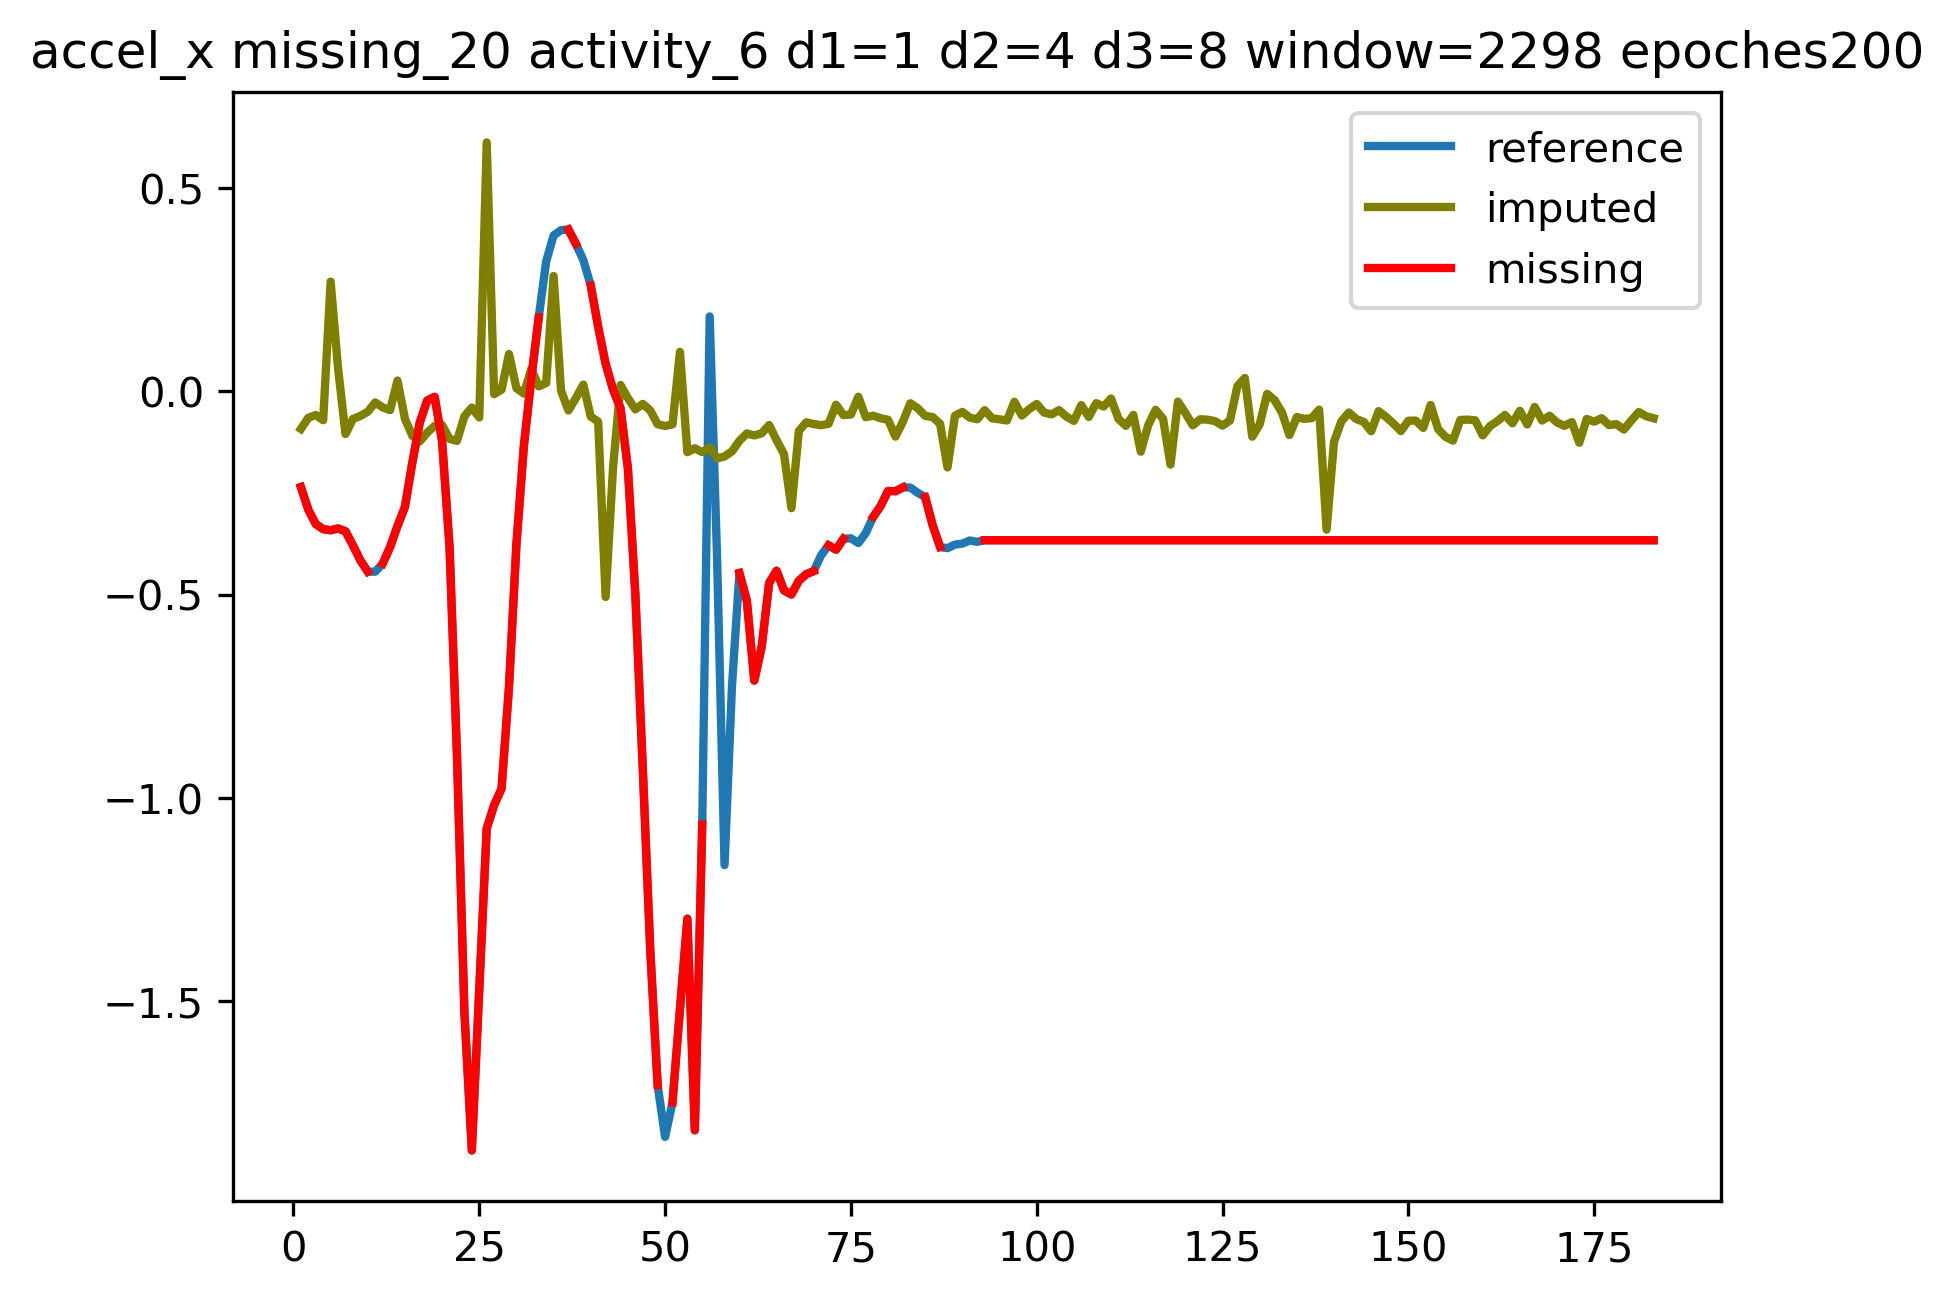 accel_x missing_20 activity_6 d1=1 d2=4 d3=8 window=2298 epoches200
reference
imputed
missing
0.5
0.0
−0.5
−1.0
−1.5
0 25 50 75 100 125 150 175